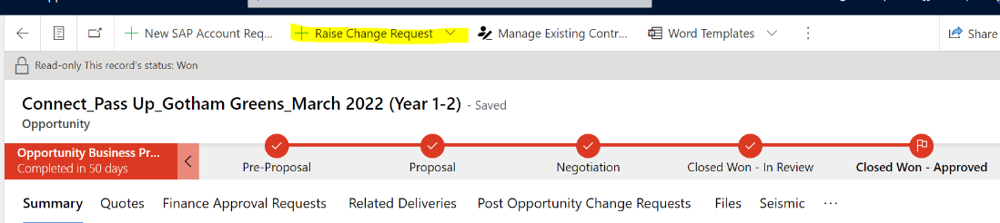 New SAP Account Req...
Raise Change Request
Manage Existing Contr...
Word Templates
Share
Read-only This record's status: Won
Connect_Pass Up_Gotham Greens_March 2022 (Year 1-2) - Saved
Opportunity
Opportunity Business Pr...
Completed in 50 days
Pre-Proposal
Proposal
Negotiation
Closed Won - In Review
Closed Won - Approved
Summary
Quotes
Finance Approval Requests
Related Deliveries
Post Opportunity Change Requests
Files
Seismic